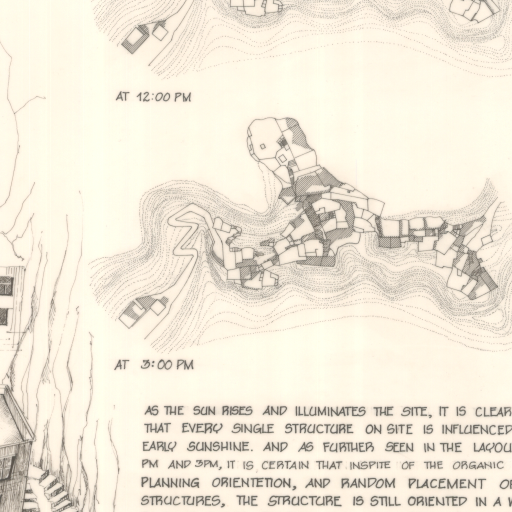 AT 12:00 PM
AT 3:00 PM
AS THE SUN RISES AND ILLUMINATES THE SITE, IT IS CLEAR
THAT EVERY SINGLE STRUCTURE ON SITE IS INFLUENCED
EARLY SUNSHINE. AND AS FURTHER SEEN IN THE LAYOU
PM AND 3PM, IT IS CERTAIN THAT INSPITE OF THE ORGANIC
PLANNING ORIENTETION, AND RANDOM PLACEMENT OF
STRUCTURES, THE STRUCTURE IS STILL ORIENTED IN A W